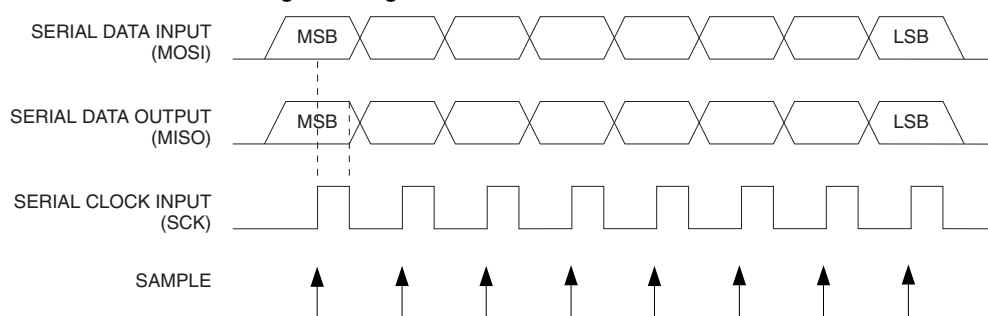 SERIAL DATA INPUT
(MOSI)
MSB
LSB
SERIAL DATA OUTPUT
(MISO)
MSB
LSB
SERIAL CLOCK INPUT
(SCK)
SAMPLE